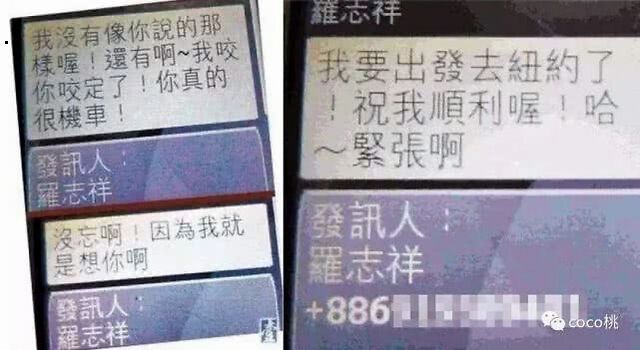 我沒有像你說的那
樣喔！還有啊~我咬
你咬定了！你真的
很機車！
發訊人：
羅志祥
沒忘啊！因為我就
是想你啊
發訊人：
羅志祥
壹
羅志祥
我要出發去紐約了
！祝我順利喔！哈
～緊張啊
發訊人：
羅志祥
+886
coco桃